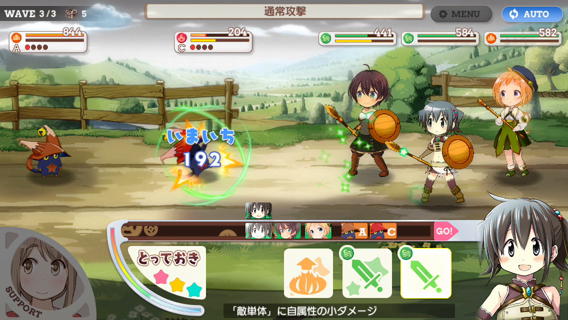 WAVE 3/3
5
通常攻撃
MENU
AUTO
844
A
204
C
441
584
582
いまいち
192
A
C
GO!
とっておき
SUPPORT
「敵単体」に自属性の小ダメージ